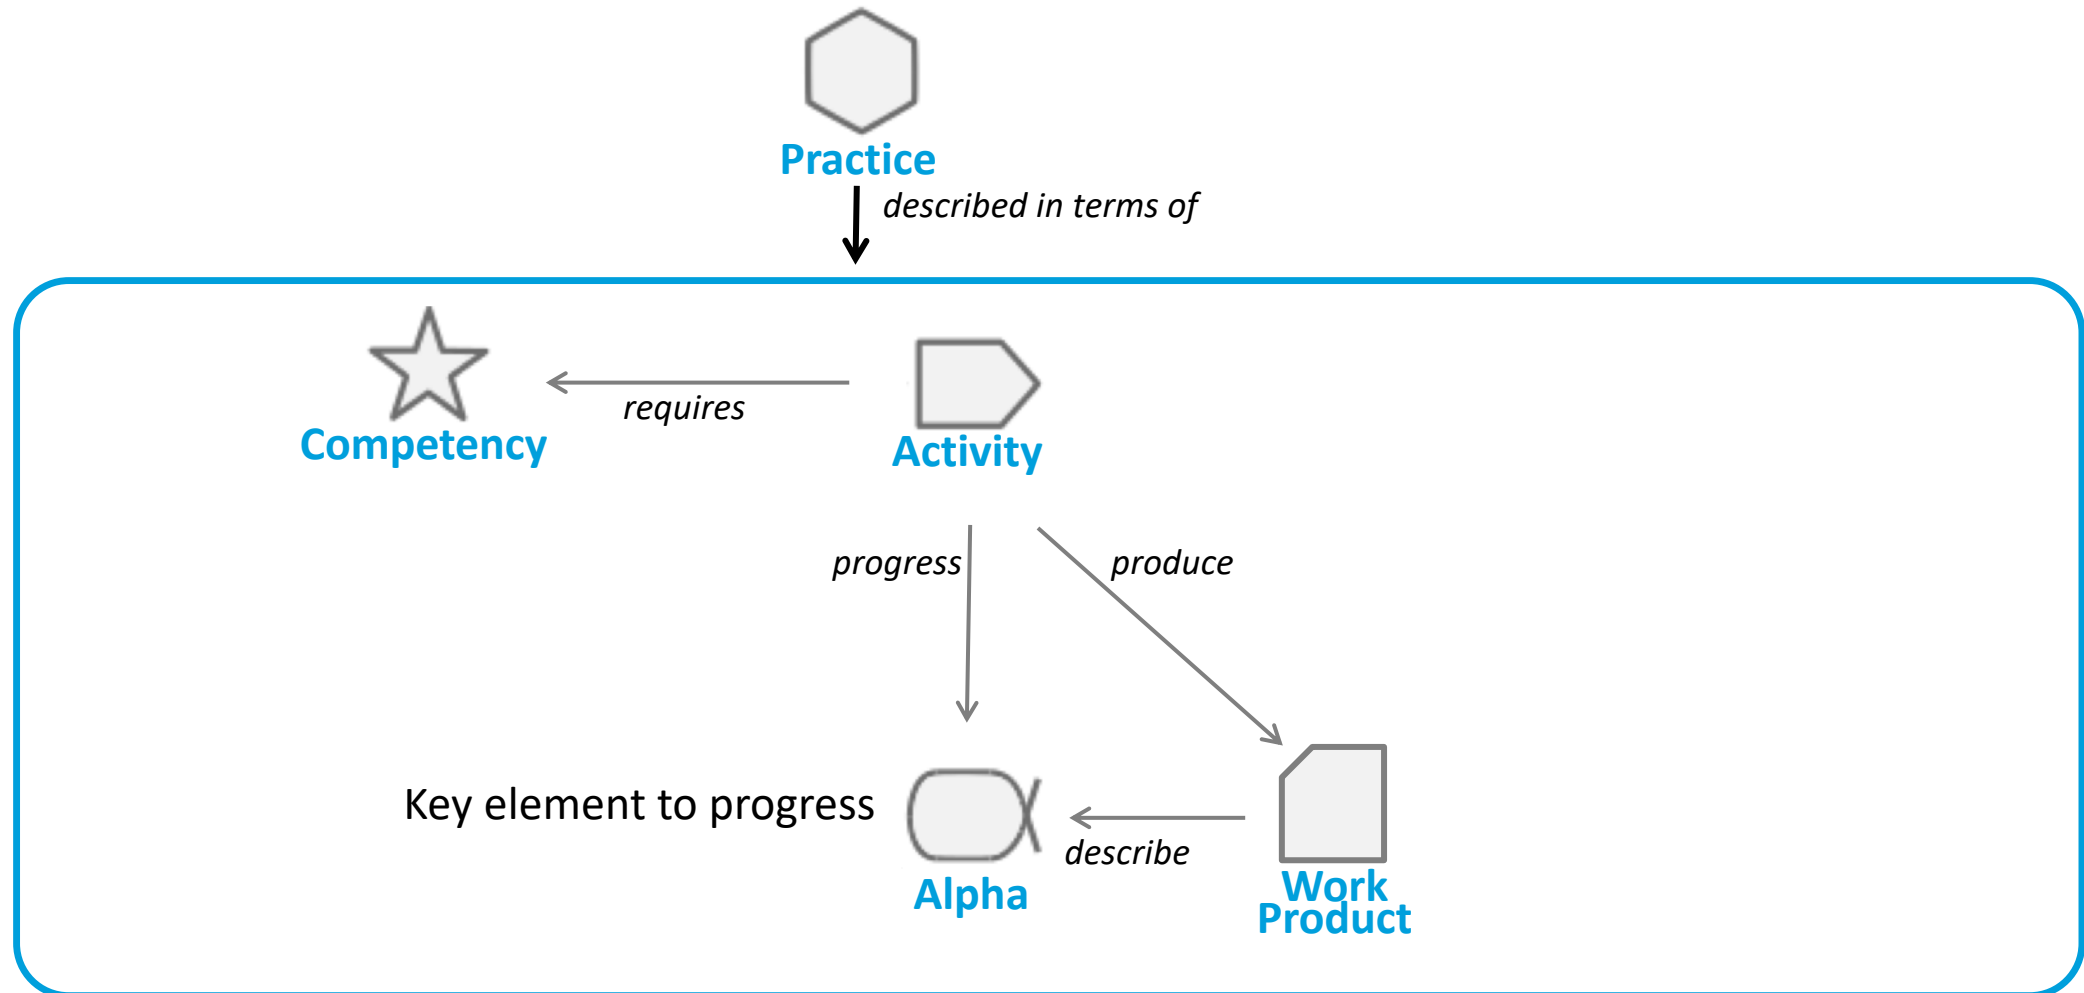 Practice
described in terms of
requires
Competency
Activity
progress
produce
Key element to progress
describe
Alpha
Work
Product